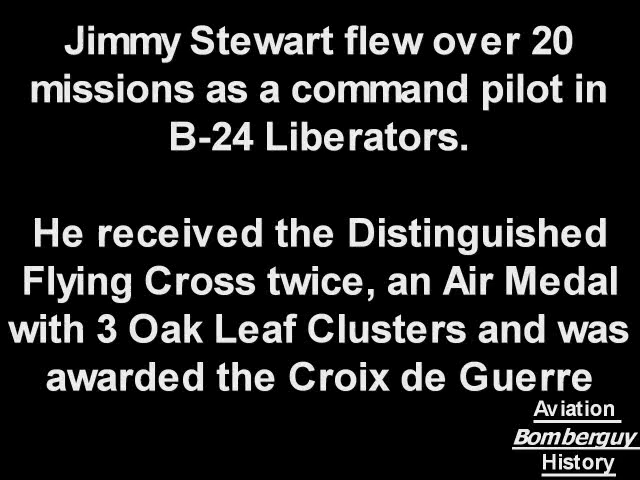 Jimmy Stewart flew over 20
missions as a command pilot in
B-24 Liberators.
He received the Distinguished
Flying Cross twice, an Air Medal
with 3 Oak Leaf Clusters and was
awarded the Croix de Guerre
Aviation
Bomberguy
History